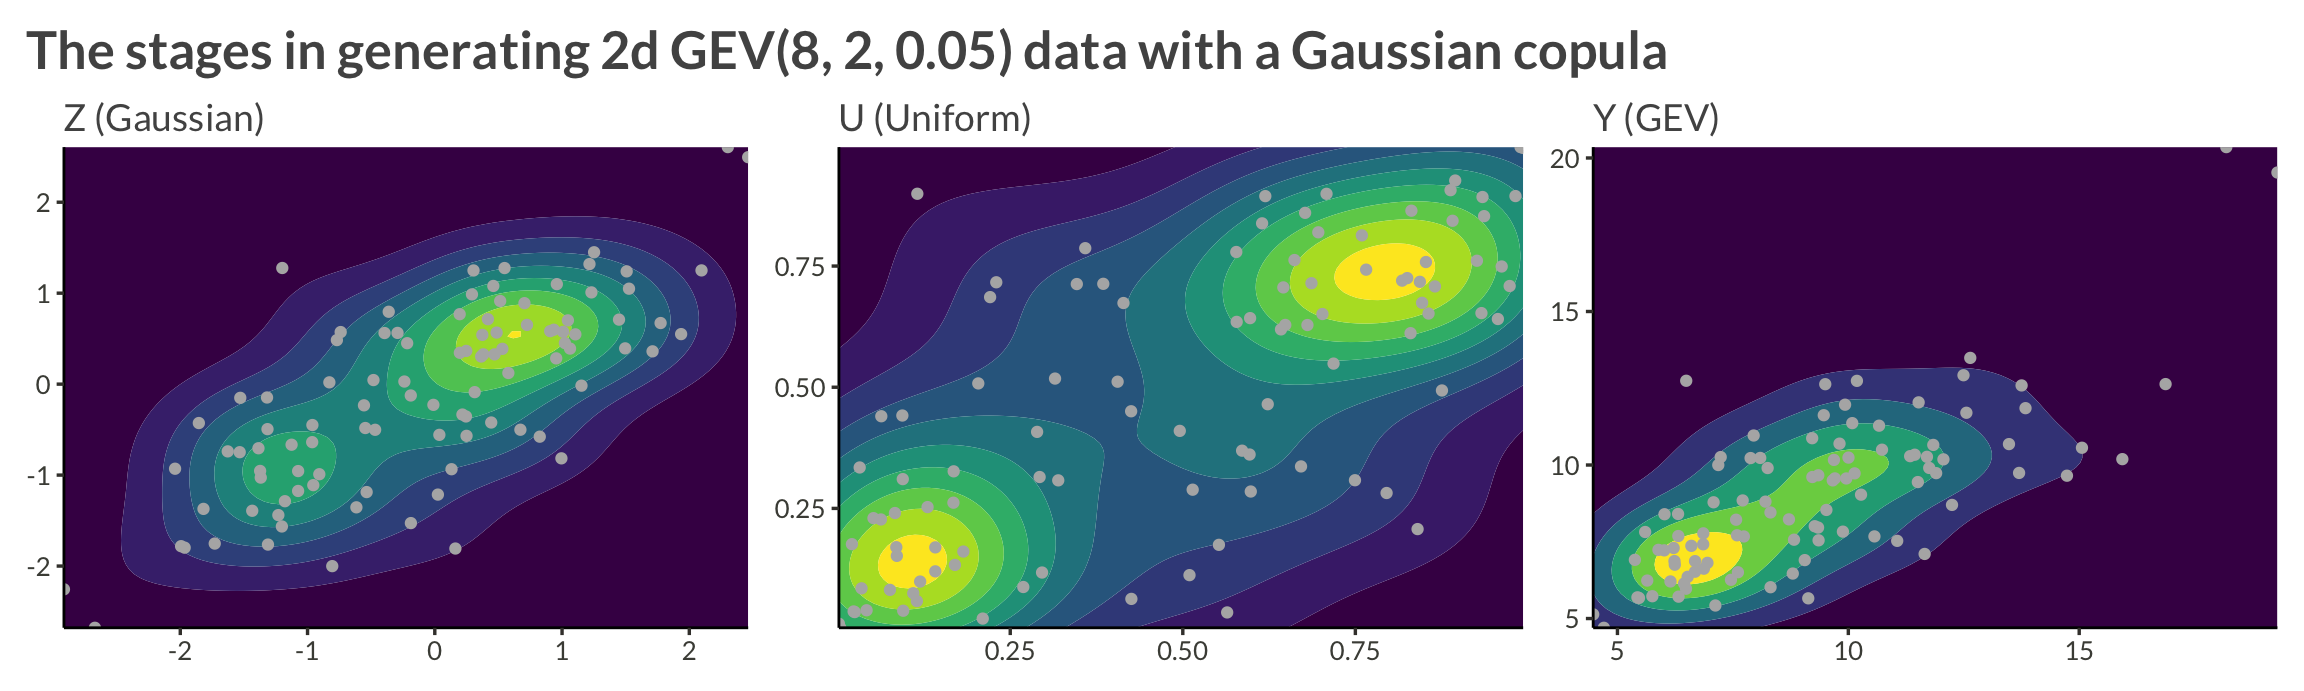 The stages in generating 2d GEV(8, 2, 0.05) data with a Gaussian copula
Z (Gaussian)
2
1
0
-1
-2
-2 -1 0 1 2
U (Uniform)
0.75
0.50
0.25
0.25 0.50 0.75
Y (GEV)
20
15
10
5
5 10 15